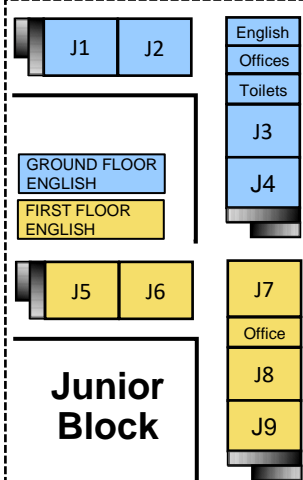 J1
J2
English
Offices
Toilets
J3
J4
GROUND FLOOR
ENGLISH
FIRST FLOOR
ENGLISH
J5
J6
J7
Office
J8
J9
Junior
Block